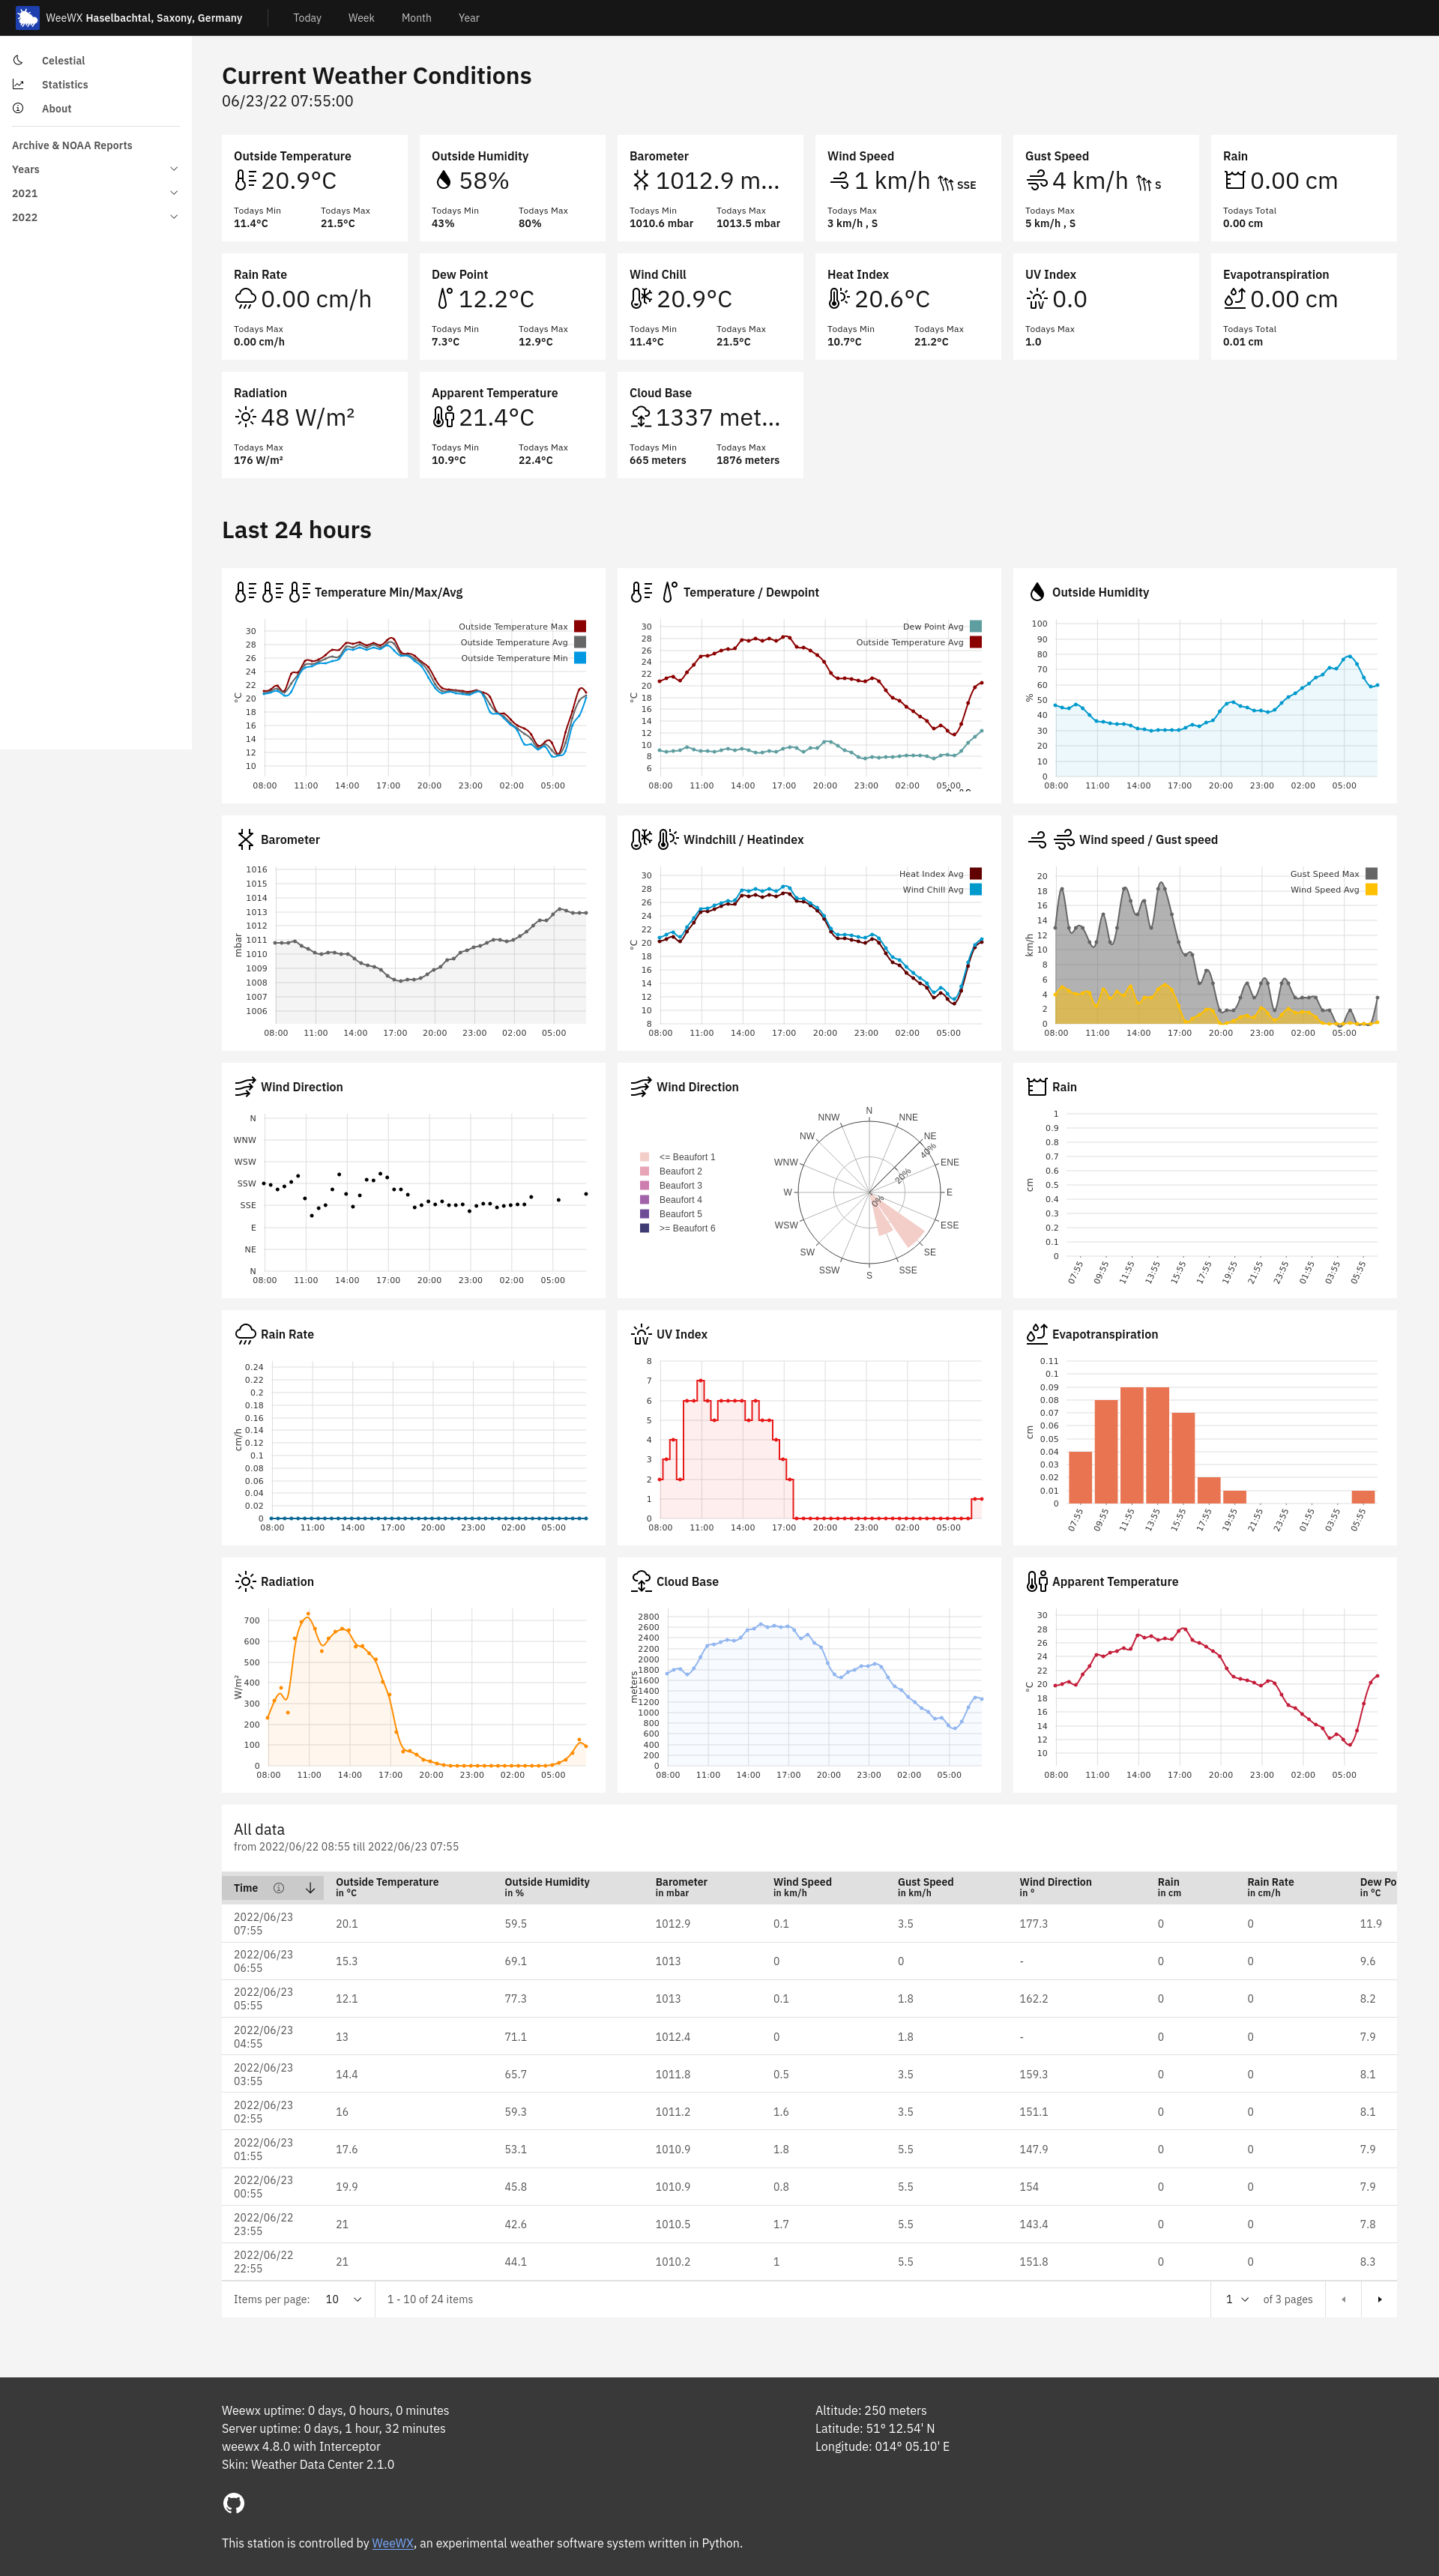 WeeWX Haselbachtal, Saxony, Germany
Today Week Month Year
Celestial
Statistics
About
Archive & NOAA Reports
Years
2021
2022
Current Weather Conditions
06/23/22 07:55:00
Outside Temperature
20.9°C
Todays Min Todays Max
11.4°C 21.5°C
Outside Humidity
58%
Todays Min Todays Max
43% 80%
Barometer
1012.9 m...
Todays Min Todays Max
1010.6 mbar 1013.5 mbar
Wind Speed
1 km/h SSE
Todays Max
3 km/h , S
Gust Speed
4 km/h S
Todays Max
5 km/h , S
Rain
0.00 cm
Todays Total
0.00 cm
Rain Rate
0.00 cm/h
Todays Max
0.00 cm/h
Dew Point
12.2°C
Todays Min Todays Max
7.3°C 12.9°C
Wind Chill
20.9°C
Todays Min Todays Max
11.4°C 21.5°C
Heat Index
20.6°C
Todays Min Todays Max
10.7°C 21.2°C
UV Index
0.0
Todays Max
1.0
Evapotranspiration
0.00 cm
Todays Total
0.01 cm
Radiation
48 W/m²
Todays Max
176 W/m²
Apparent Temperature
21.4°C
Todays Min Todays Max
10.9°C 22.4°C
Cloud Base
1337 met...
Todays Min Todays Max
665 meters 1876 meters
Last 24 hours
Temperature Min/Max/Avg
Outside Temperature Max
Outside Temperature Avg
Outside Temperature Min
°C
30
28
26
24
22
20
18
16
14
12
10
08:00 11:00 14:00 17:00 20:00 23:00 02:00 05:00
Temperature / Dewpoint
Dew Point Avg
Outside Temperature Avg
°C
30
28
26
24
22
20
18
16
14
12
10
8
6
08:00 11:00 14:00 17:00 20:00 23:00 02:00 05:00
Outside Humidity
%
100
90
80
70
60
50
40
30
20
10
0
08:00 11:00 14:00 17:00 20:00 23:00 02:00 05:00
Barometer
mbar
1016
1015
1014
1013
1012
1011
1010
1009
1008
1007
1006
08:00 11:00 14:00 17:00 20:00 23:00 02:00 05:00
Windchill / Heatindex
Heat Index Avg
Wind Chill Avg
°C
30
28
26
24
22
20
18
16
14
12
10
8
08:00 11:00 14:00 17:00 20:00 23:00 02:00 05:00
Wind speed / Gust speed
Gust Speed Max
Wind Speed Avg
km/h
20
18
16
14
12
10
8
6
4
2
0
08:00 11:00 14:00 17:00 20:00 23:00 02:00 05:00
Wind Direction
N
WNW
WSW
SSW
SSE
E
NE
N
08:00 11:00 14:00 17:00 20:00 23:00 02:00 05:00
Wind Direction
<= Beaufort 1
Beaufort 2
Beaufort 3
Beaufort 4
Beaufort 5
>= Beaufort 6
N
NNE
NE
ENE
E
ESE
SE
SSE
S
SSW
SW
WSW
W
WNW
NW
NNW
0%
20%
40%
Rain
cm
1
0.9
0.8
0.7
0.6
0.5
0.4
0.3
0.2
0.1
0
07:55 09:55 11:55 13:55 15:55 17:55 19:55 21:55 23:55 01:55 03:55 05:55
Rain Rate
cm/h
0.24
0.22
0.2
0.18
0.16
0.14
0.12
0.1
0.08
0.06
0.04
0.02
0
08:00 11:00 14:00 17:00 20:00 23:00 02:00 05:00
UV Index
8
7
6
5
4
3
2
1
0
08:00 11:00 14:00 17:00 20:00 23:00 02:00 05:00
Evapotranspiration
cm
0.11
0.1
0.09
0.08
0.07
0.06
0.05
0.04
0.03
0.02
0.01
0
07:55 09:55 11:55 13:55 15:55 17:55 19:55 21:55 23:55 01:55 03:55 05:55
Radiation
W/m²
700
600
500
400
300
200
100
0
08:00 11:00 14:00 17:00 20:00 23:00 02:00 05:00
Cloud Base
meters
2800
2600
2400
2200
2000
1800
1600
1400
1200
1000
800
600
400
200
0
08:00 11:00 14:00 17:00 20:00 23:00 02:00 05:00
Apparent Temperature
°C
30
28
26
24
22
20
18
16
14
12
10
08:00 11:00 14:00 17:00 20:00 23:00 02:00 05:00
All data
from 2022/06/22 08:55 till 2022/06/23 07:55
Time Outside Temperature Outside Humidity Barometer Wind Speed Gust Speed Wind Direction Rain Rain Rate Dew Po
in °C in % in mbar in km/h in km/h in ° in cm in cm/h in °C
2022/06/23 07:55 20.1 59.5 1012.9 0.1 3.5 177.3 0 0 11.9
2022/06/23 06:55 15.3 69.1 1013 0 0 - 0 0 9.6
2022/06/23 05:55 12.1 77.3 1013 0.1 1.8 162.2 0 0 8.2
2022/06/23 04:55 13 71.1 1012.4 0 1.8 - 0 0 7.9
2022/06/23 03:55 14.4 65.7 1011.8 0.5 3.5 159.3 0 0 8.1
2022/06/23 02:55 16 59.3 1011.2 1.6 3.5 151.1 0 0 8.1
2022/06/23 01:55 17.6 53.1 1010.9 1.8 5.5 147.9 0 0 7.9
2022/06/23 00:55 19.9 45.8 1010.9 0.8 5.5 154 0 0 7.9
2022/06/22 23:55 21 42.6 1010.5 1.7 5.5 143.4 0 0 7.8
2022/06/22 22:55 21 44.1 1010.2 1 5.5 151.8 0 0 8.3
Items per page: 10 1 - 10 of 24 items 1 of 3 pages
Weewx uptime: 0 days, 0 hours, 0 minutes
Server uptime: 0 days, 1 hour, 32 minutes
weewx 4.8.0 with Interceptor
Skin: Weather Data Center 2.1.0
Altitude: 250 meters
Latitude: 51° 12.54' N
Longitude: 014° 05.10' E
This station is controlled by WeeWX, an experimental weather software system written in Python.